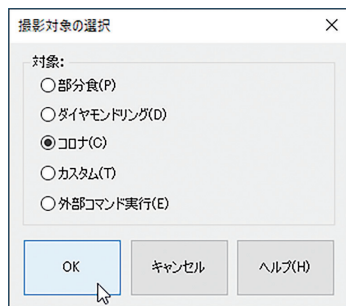 撮影対象の選択
対象:
部分食(P)
ダイヤモンドリング(D)
コロナ(C)
カスタム(T)
外部コマンド実行(E)
OK キャンセル ヘルプ(H)